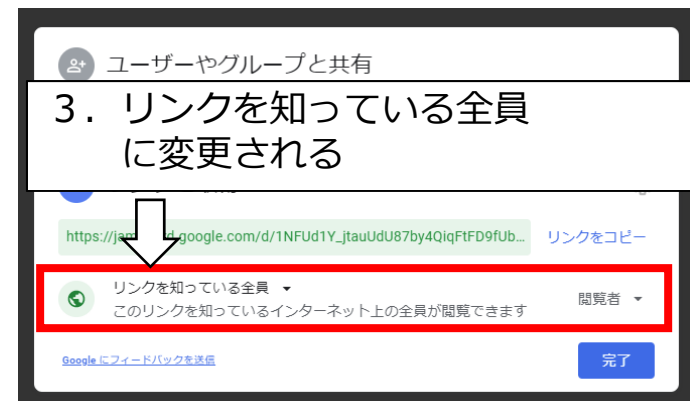 ユーザーやグループと共有
3. リンクを知っている全員
に変更される
リンクをコピー
リンクを知っている全員
このリンクを知っているインターネット上の全員が閲覧できます
閲覧者
Google にフィードバックを送信
完了